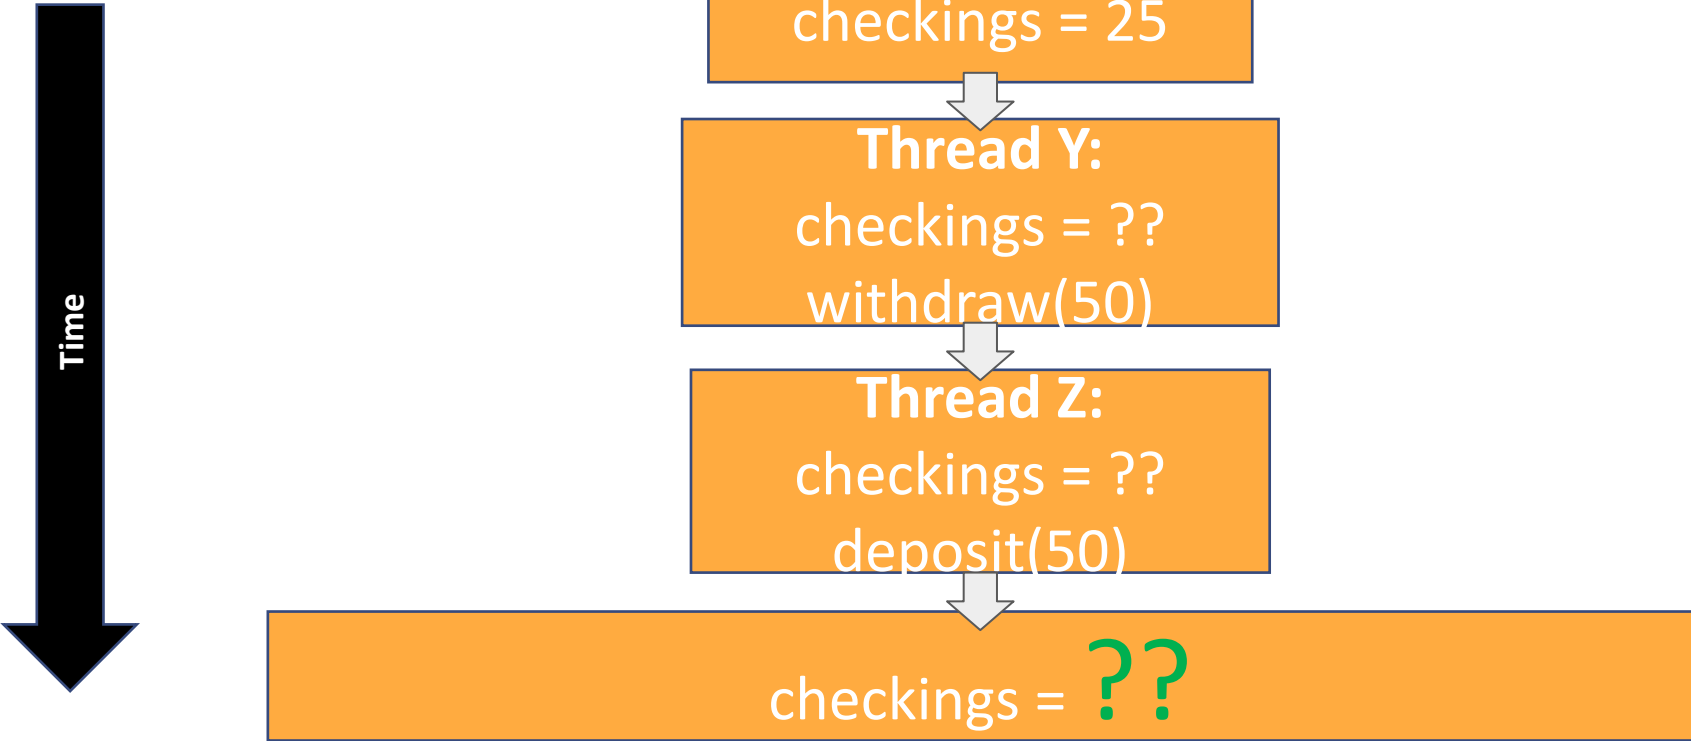 checkings = 25
Thread Y:
checkings = ??
withdraw(50)
Thread Z:
checkings = ??
deposit(50)
checkings = ??
Time